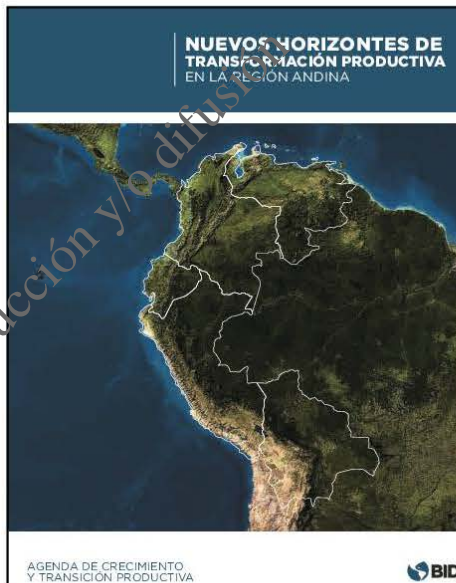 NUEVOS HORIZONTES DE
TRANSFORMACIÓN PRODUCTIVA
EN LA REGIÓN ANDINA
ucción y/o difusión
AGENDA DE CRECIMIENTO
Y TRANSICIÓN PRODUCTIVA
BID